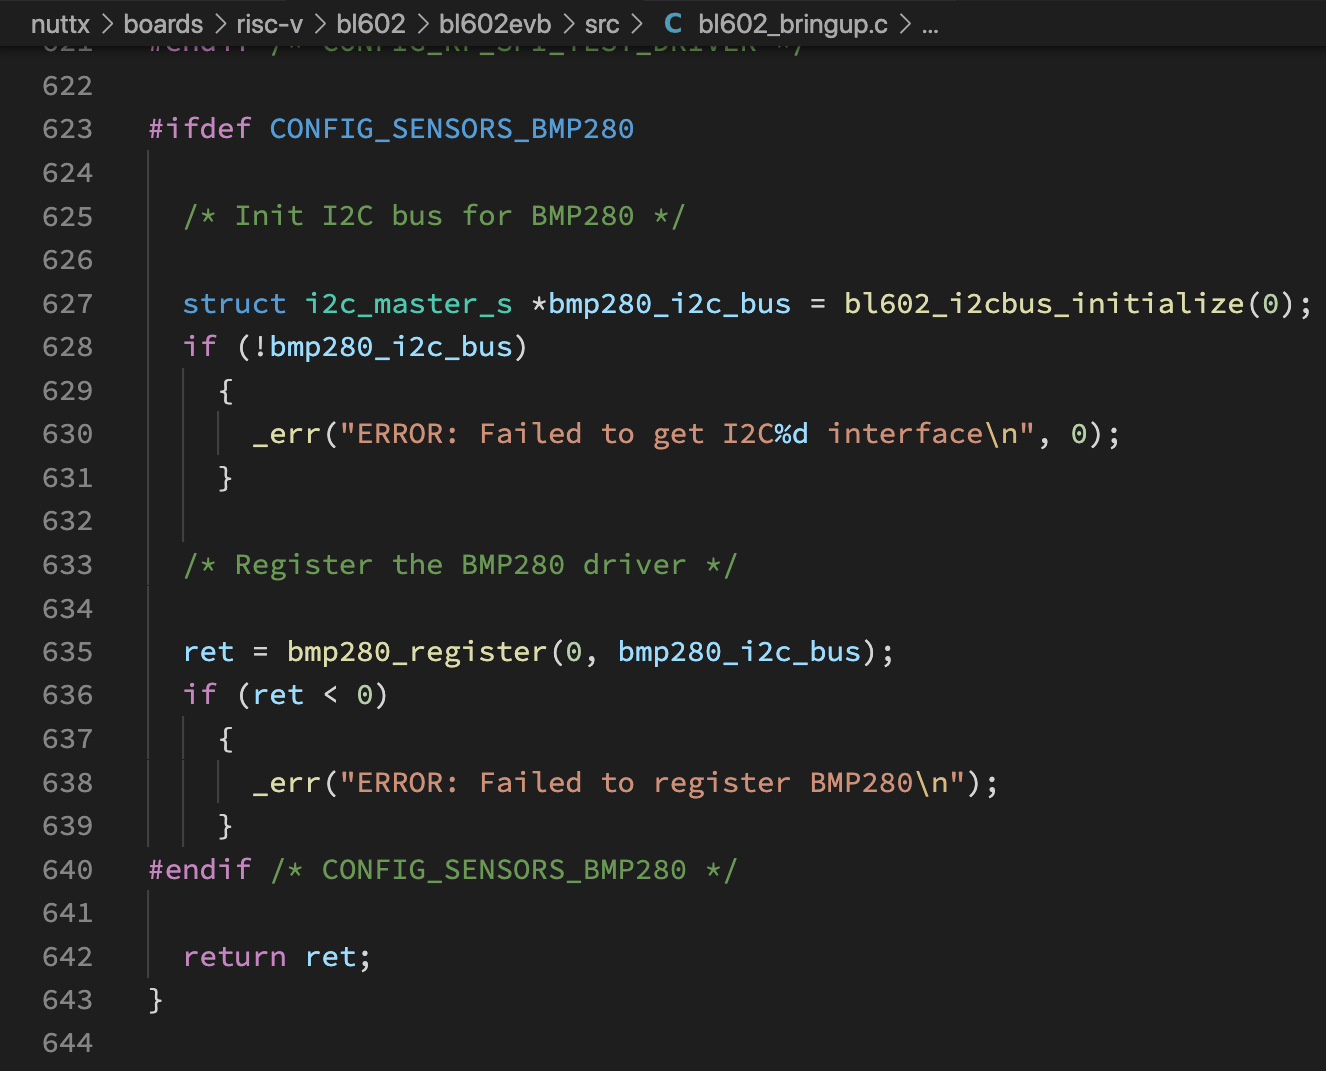 nuttx > boards > risc-v > bl602 > bl602evb > src > C bl602_bringup.c > ...
621 #endif /* CONFIG_RF_SPI_TEST_DRIVER */
622
623 #ifdef CONFIG_SENSORS_BMP280
624
625 /* Init I2C bus for BMP280 */
626
627 struct i2c_master_s *bmp280_i2c_bus = bl602_i2cbus_initialize(0);
628 if (!bmp280_i2c_bus)
629 {
630 _err("ERROR: Failed to get I2C%d interface\n", 0);
631 }
632
633 /* Register the BMP280 driver */
634
635 ret = bmp280_register(0, bmp280_i2c_bus);
636 if (ret < 0)
637 {
638 _err("ERROR: Failed to register BMP280\n");
639 }
640 #endif /* CONFIG_SENSORS_BMP280 */
641
642 return ret;
643 }
644